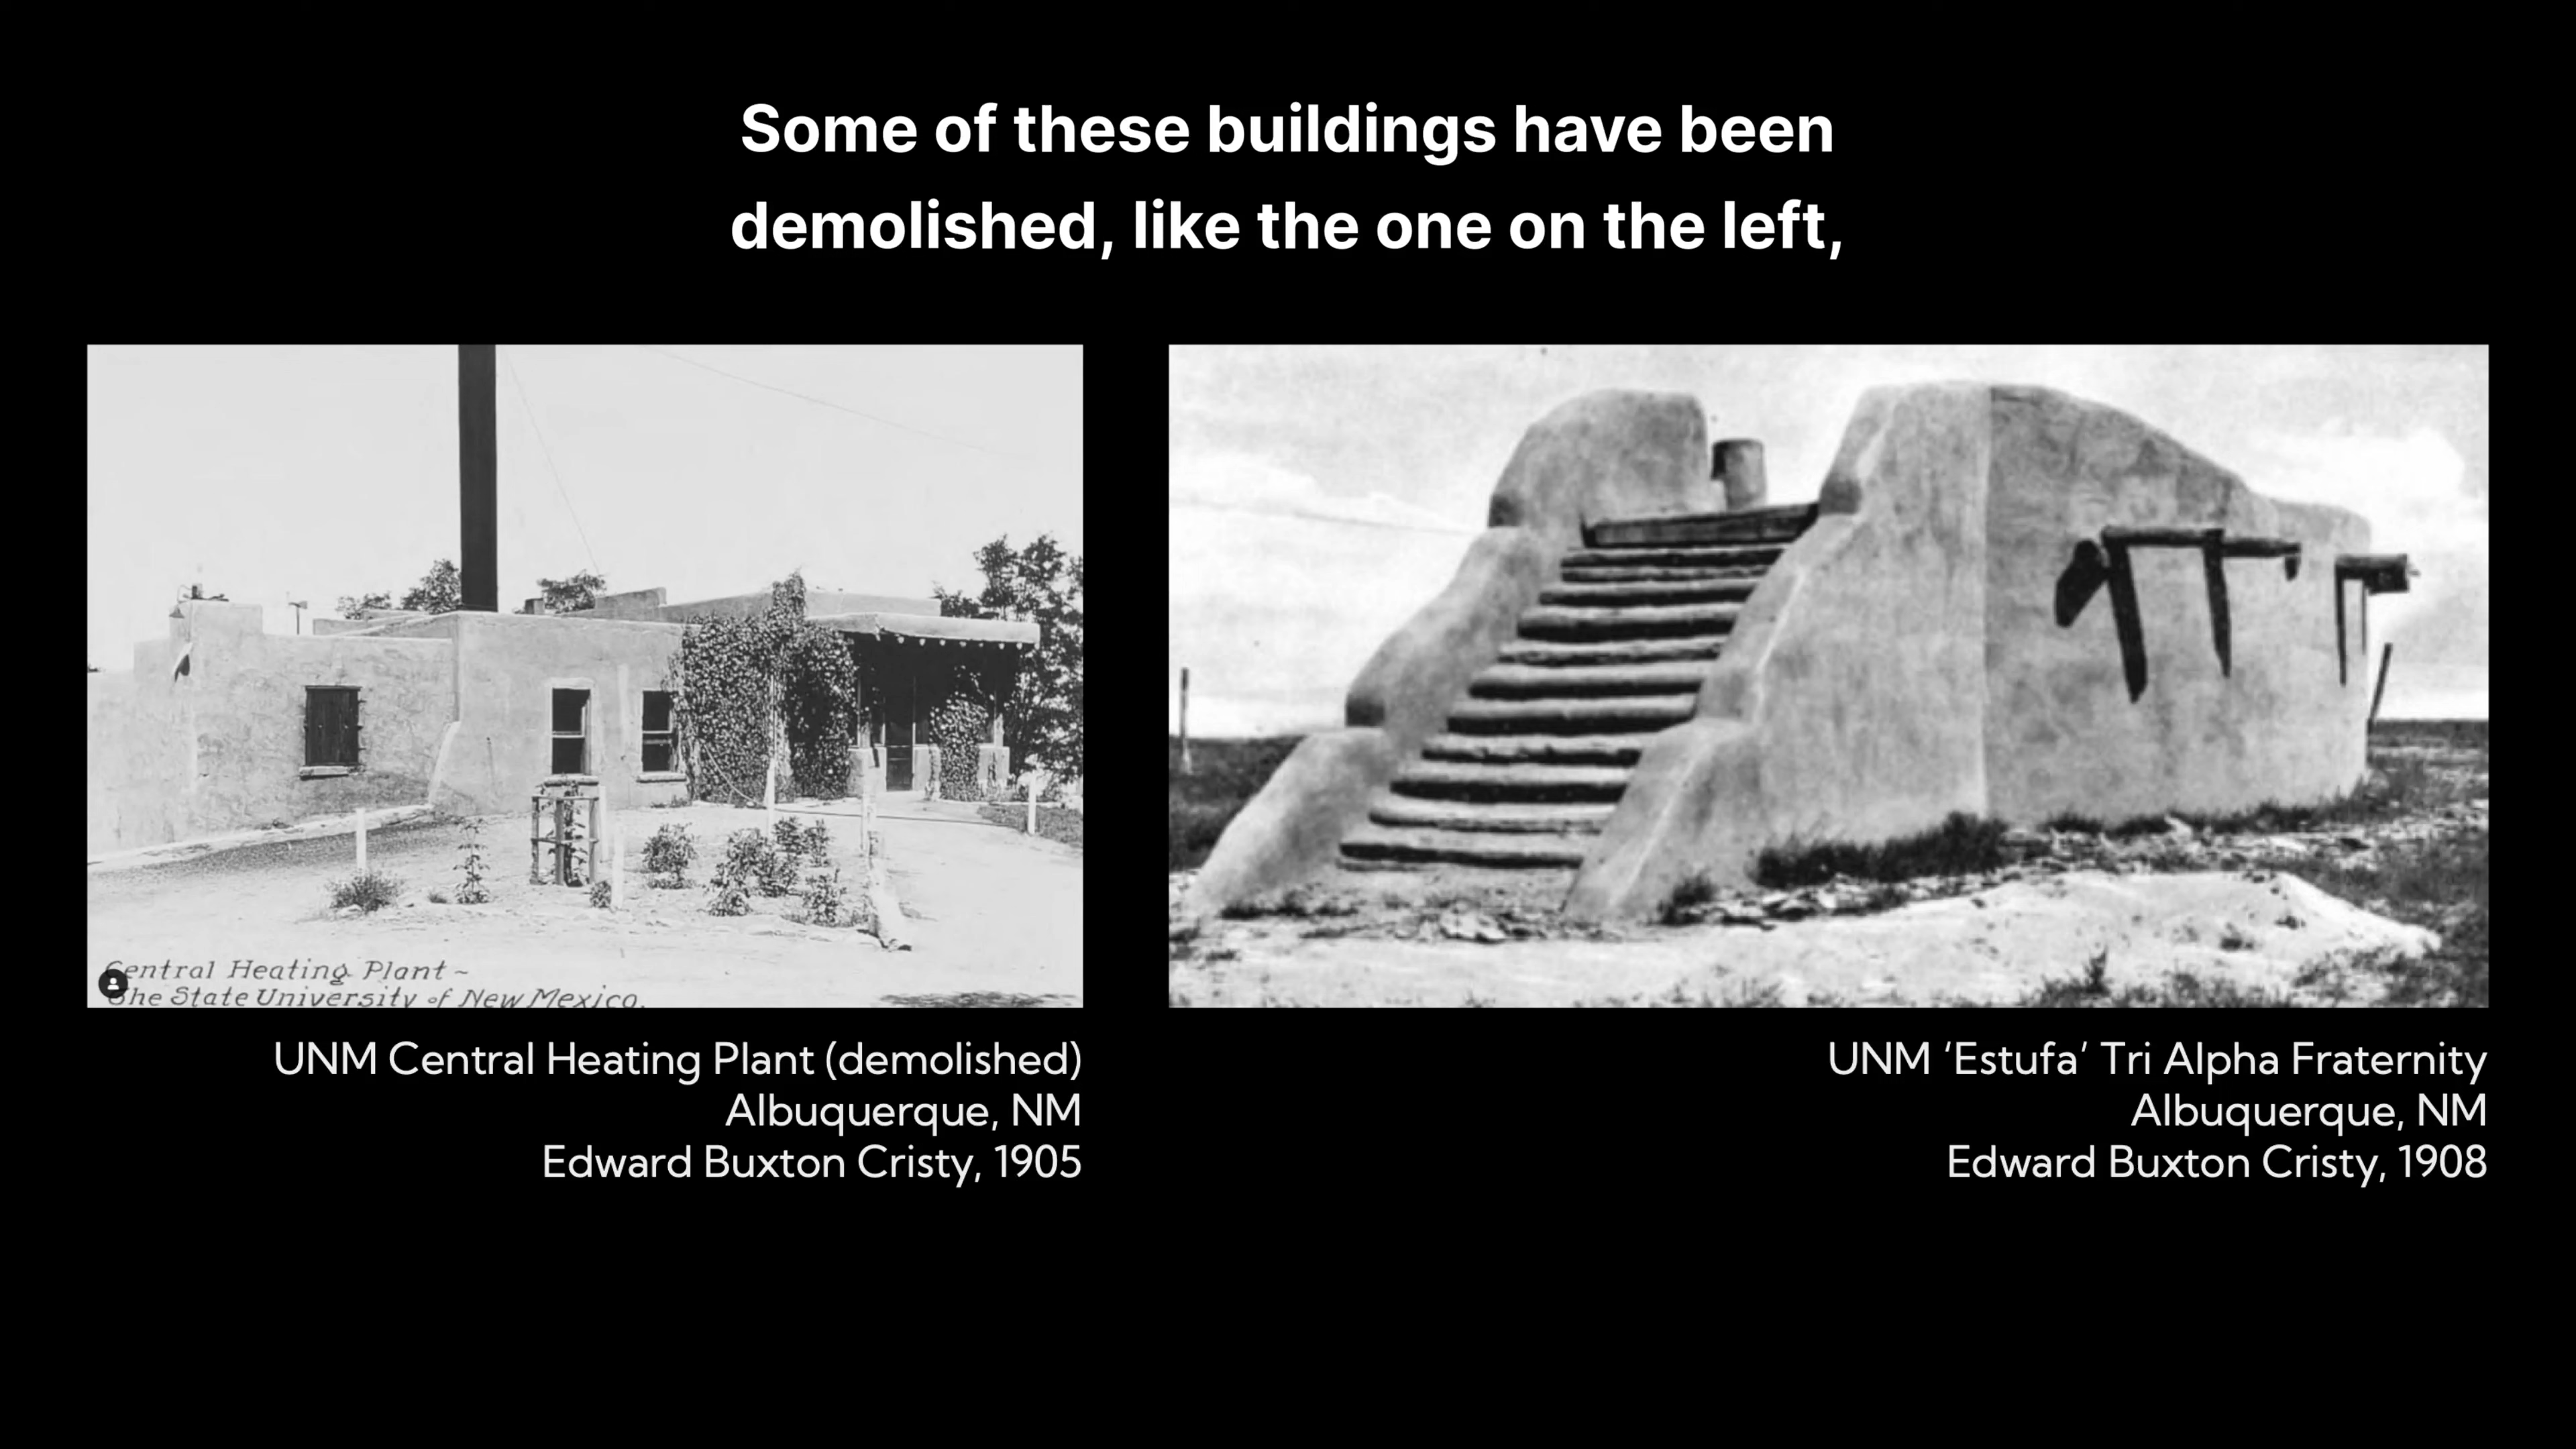 Some of these buildings have been
demolished, like the one on the left,
Central Heating Plant ~
The State University of New Mexico.
UNM Central Heating Plant (demolished)
Albuquerque, NM
Edward Buxton Cristy, 1905
UNM ‘Estufa’ Tri Alpha Fraternity
Albuquerque, NM
Edward Buxton Cristy, 1908